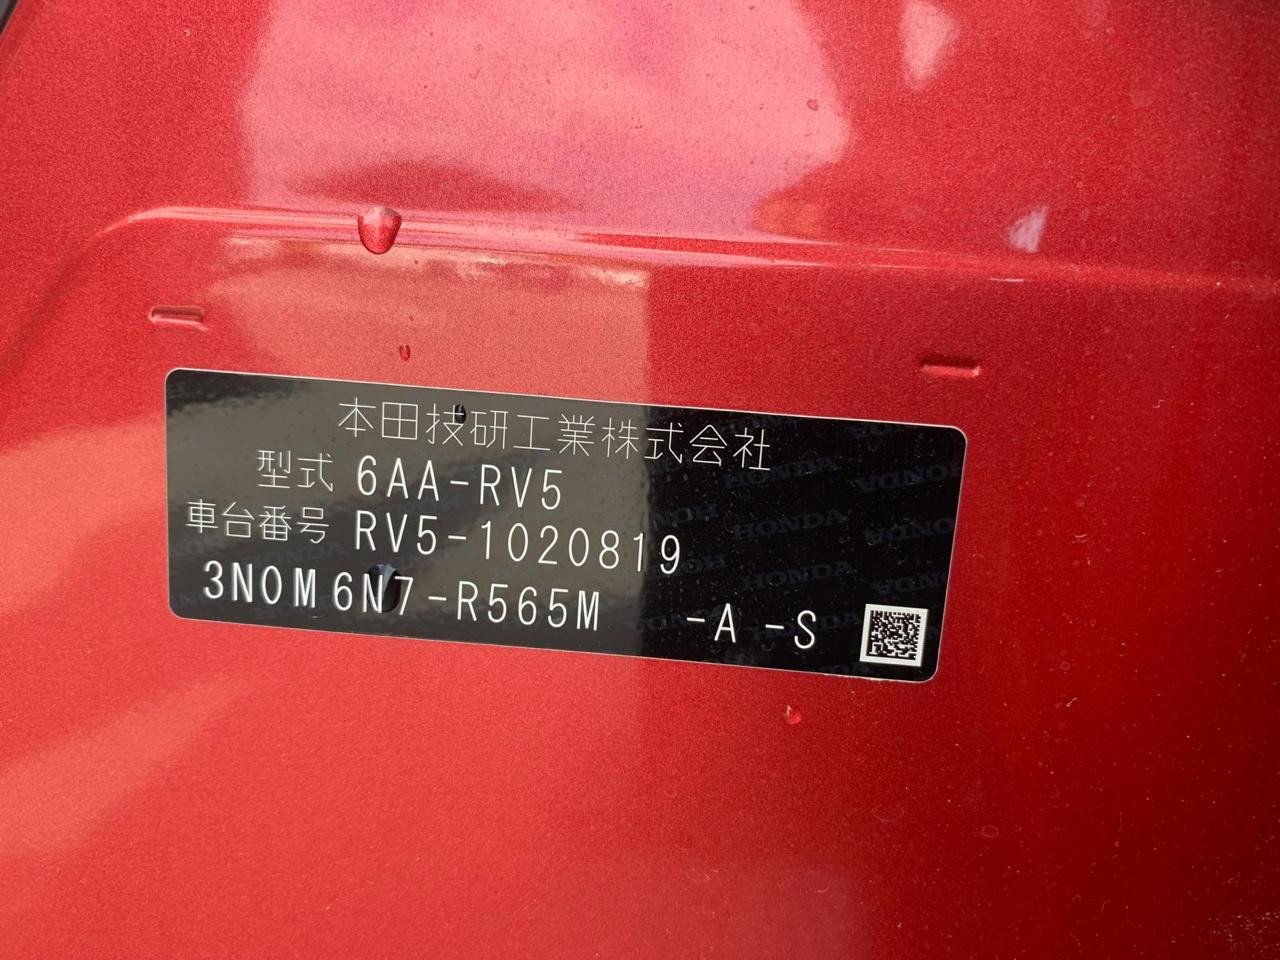 本田技研工業株式会社
型式 6AA-RV5
車台番号 RV5-1020819
3N0M6N7-R565M -A -S
HONDA